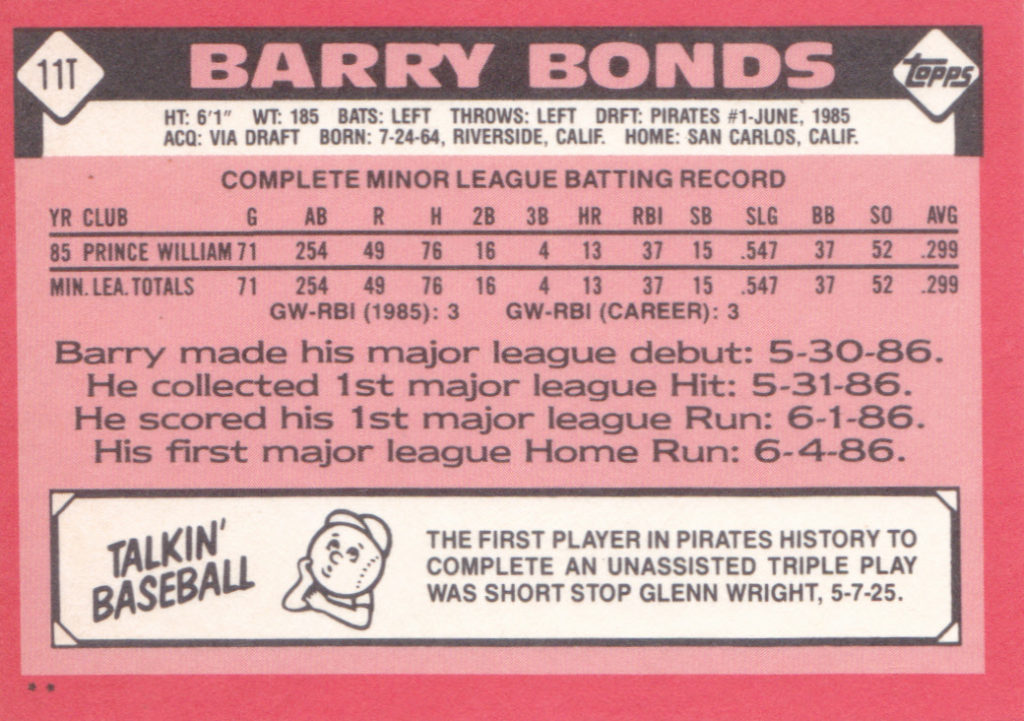 11T BARRY BONDS topps
HT: 6'1" WT: 185 BATS: LEFT THROWS: LEFT DRFT: PIRATES #1-JUNE, 1985
ACQ: VIA DRAFT BORN: 7-24-64, RIVERSIDE, CALIF. HOME: SAN CARLOS, CALIF.
COMPLETE MINOR LEAGUE BATTING RECORD
YR CLUB G AB R H 2B 3B HR RBI SB SLG BB SO AVG
85 PRINCE WILLIAM 71 254 49 76 16 4 13 37 15 .547 37 52 .299
MIN. LEA. TOTALS 71 254 49 76 16 4 13 37 15 .547 37 52 .299
GW-RBI (1985): 3 GW-RBI (CAREER): 3
Barry made his major league debut: 5-30-86.
He collected 1st major league Hit: 5-31-86.
He scored his 1st major league Run: 6-1-86.
His first major league Home Run: 6-4-86.
TALKIN'
BASEBALL
THE FIRST PLAYER IN PIRATES HISTORY TO
COMPLETE AN UNASSISTED TRIPLE PLAY
WAS SHORT STOP GLENN WRIGHT, 5-7-25.
**